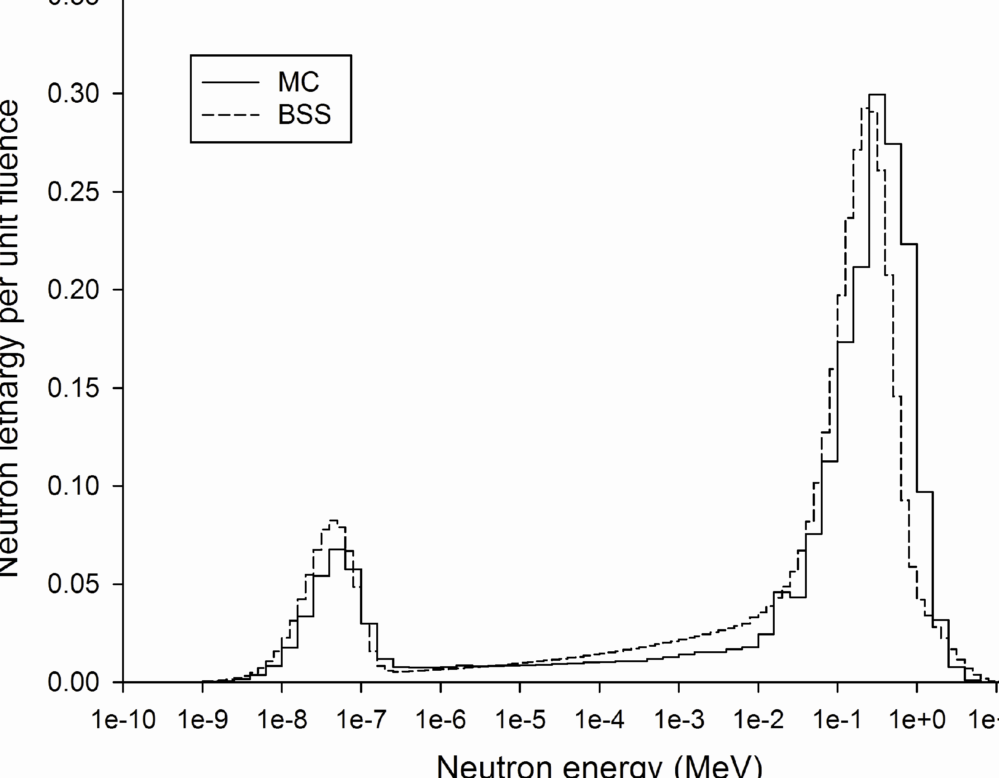 Neutron lethargy per unit fluence
MC
BSS
0.30
0.25
0.20
0.15
0.10
0.05
0.00
1e-10 1e-9 1e-8 1e-7 1e-6 1e-5 1e-4 1e-3 1e-2 1e-1 1e+0
Neutron energy (MeV)